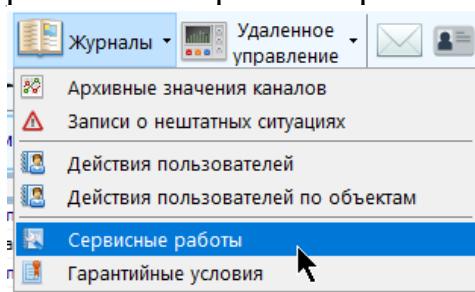 Журналы
Удаленное
управление
Архивные значения каналов
Записи о нештатных ситуациях
Действия пользователей
Действия пользователей по объектам
Сервисные работы
Гарантийные условия